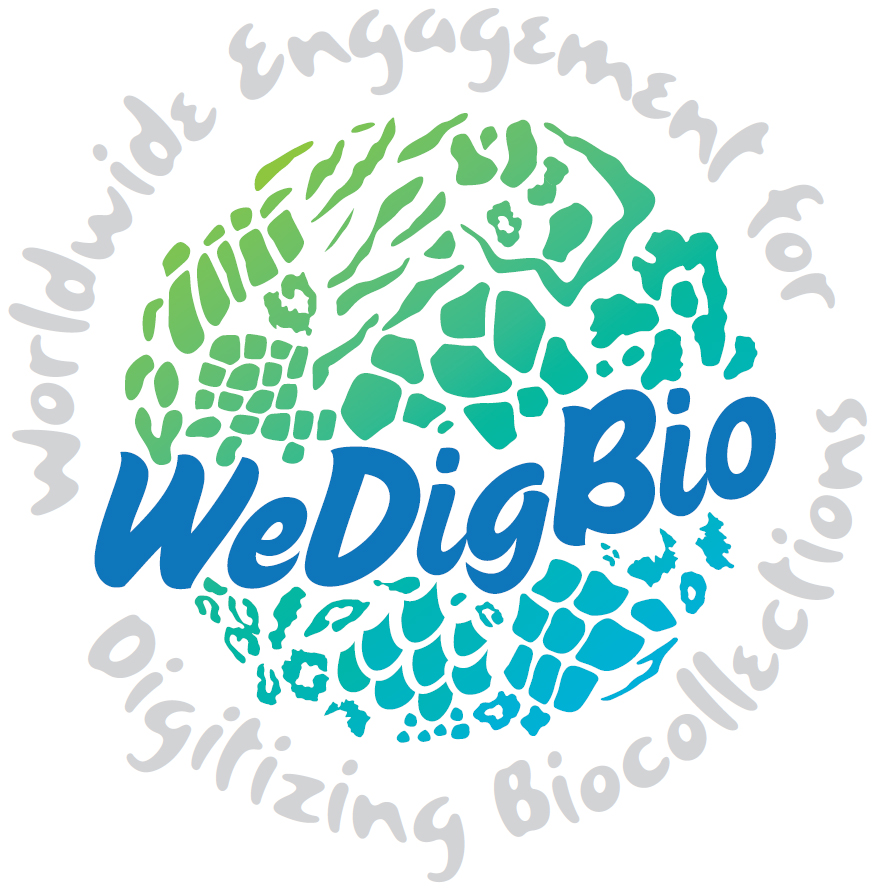 Worldwide Engagement for
WeDigBio
Digitizing Biocollections